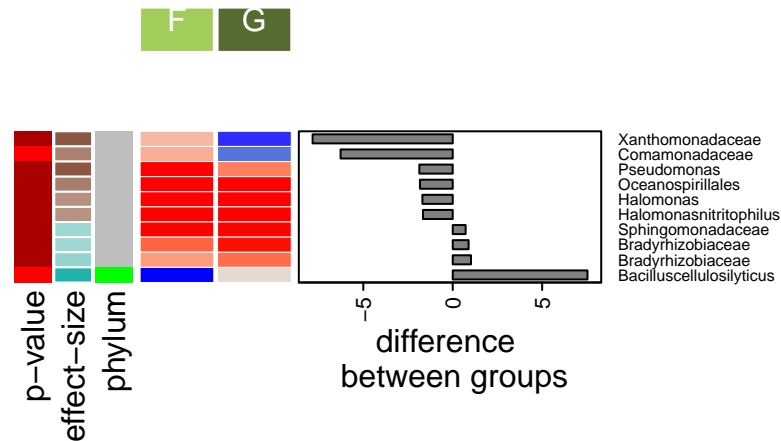 F G
Xanthomonadaceae
Comamonadaceae
Pseudomonas
Oceanospirillales
Halomonas
Halomonasnitritophilus
Sphingomonadaceae
Bradyrhizobiaceae
Bradyrhizobiaceae
Bacilluscellulosilyticus
p−value
effect−size
phylum
−5 0 5
difference
between groups